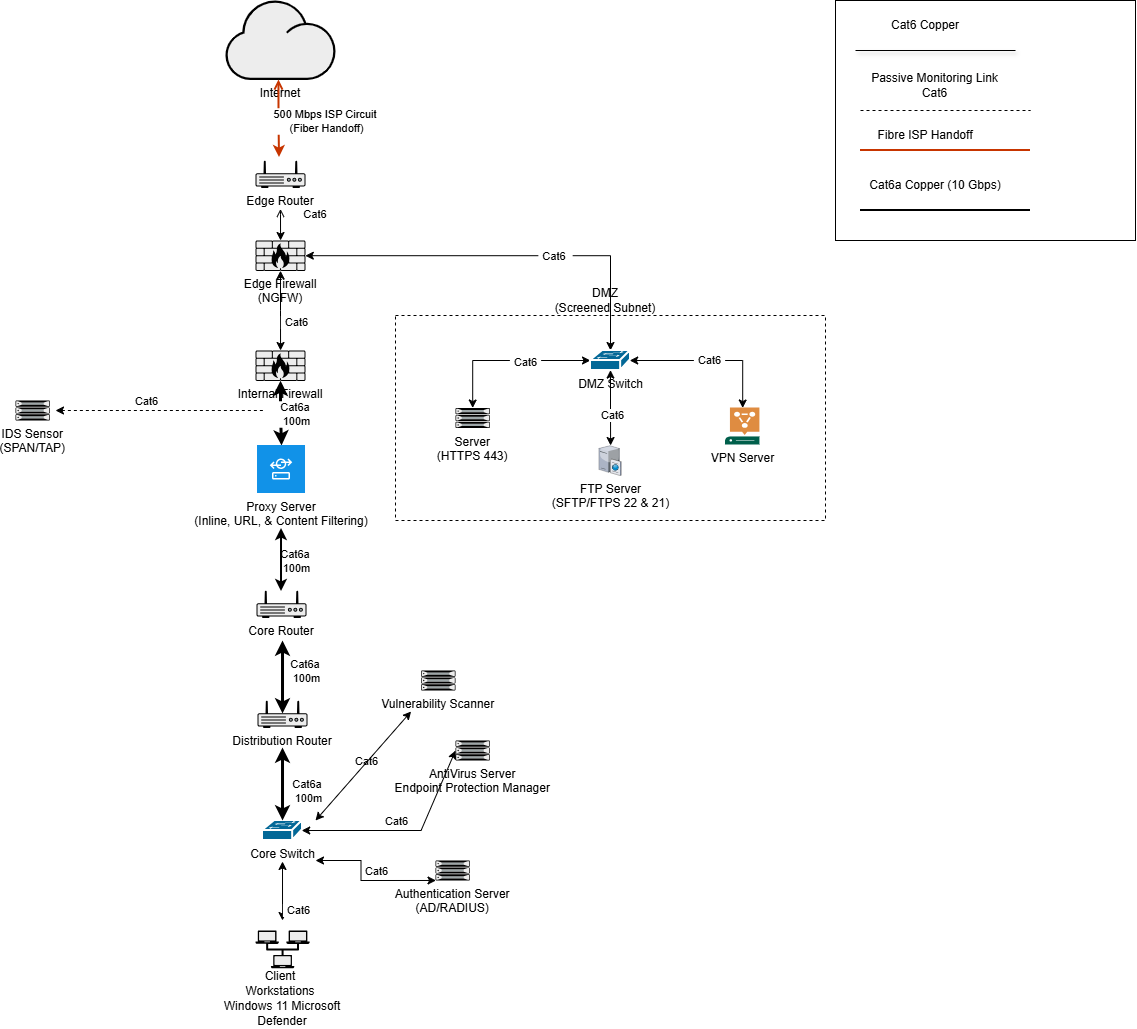 Internet
500 Mbps ISP Circuit
(Fiber Handoff)
Edge Router
Cat6
Edge Firewall
(NGFW)
Cat6
Internal Firewall
Cat6a
100m
Cat6
IDS Sensor
(SPAN/TAP)
Proxy Server
(Inline, URL, & Content Filtering)
Cat6a
100m
Core Router
Cat6a
100m
Distribution Router
Cat6a
100m
Core Switch
Cat6
Client
Workstations
Windows 11 Microsoft
Defender
Vulnerability Scanner
Cat6
AntiVirus Server
Endpoint Protection Manager
Cat6
Cat6
Authentication Server
(AD/RADIUS)
Cat6
DMZ
(Screened Subnet)
Cat6
DMZ Switch
Cat6
Cat6
Server
(HTTPS 443)
FTP Server
(SFTP/FTPS 22 & 21)
VPN Server
Cat6 Copper
Passive Monitoring Link
Cat6
Fibre ISP Handoff
Cat6a Copper (10 Gbps)